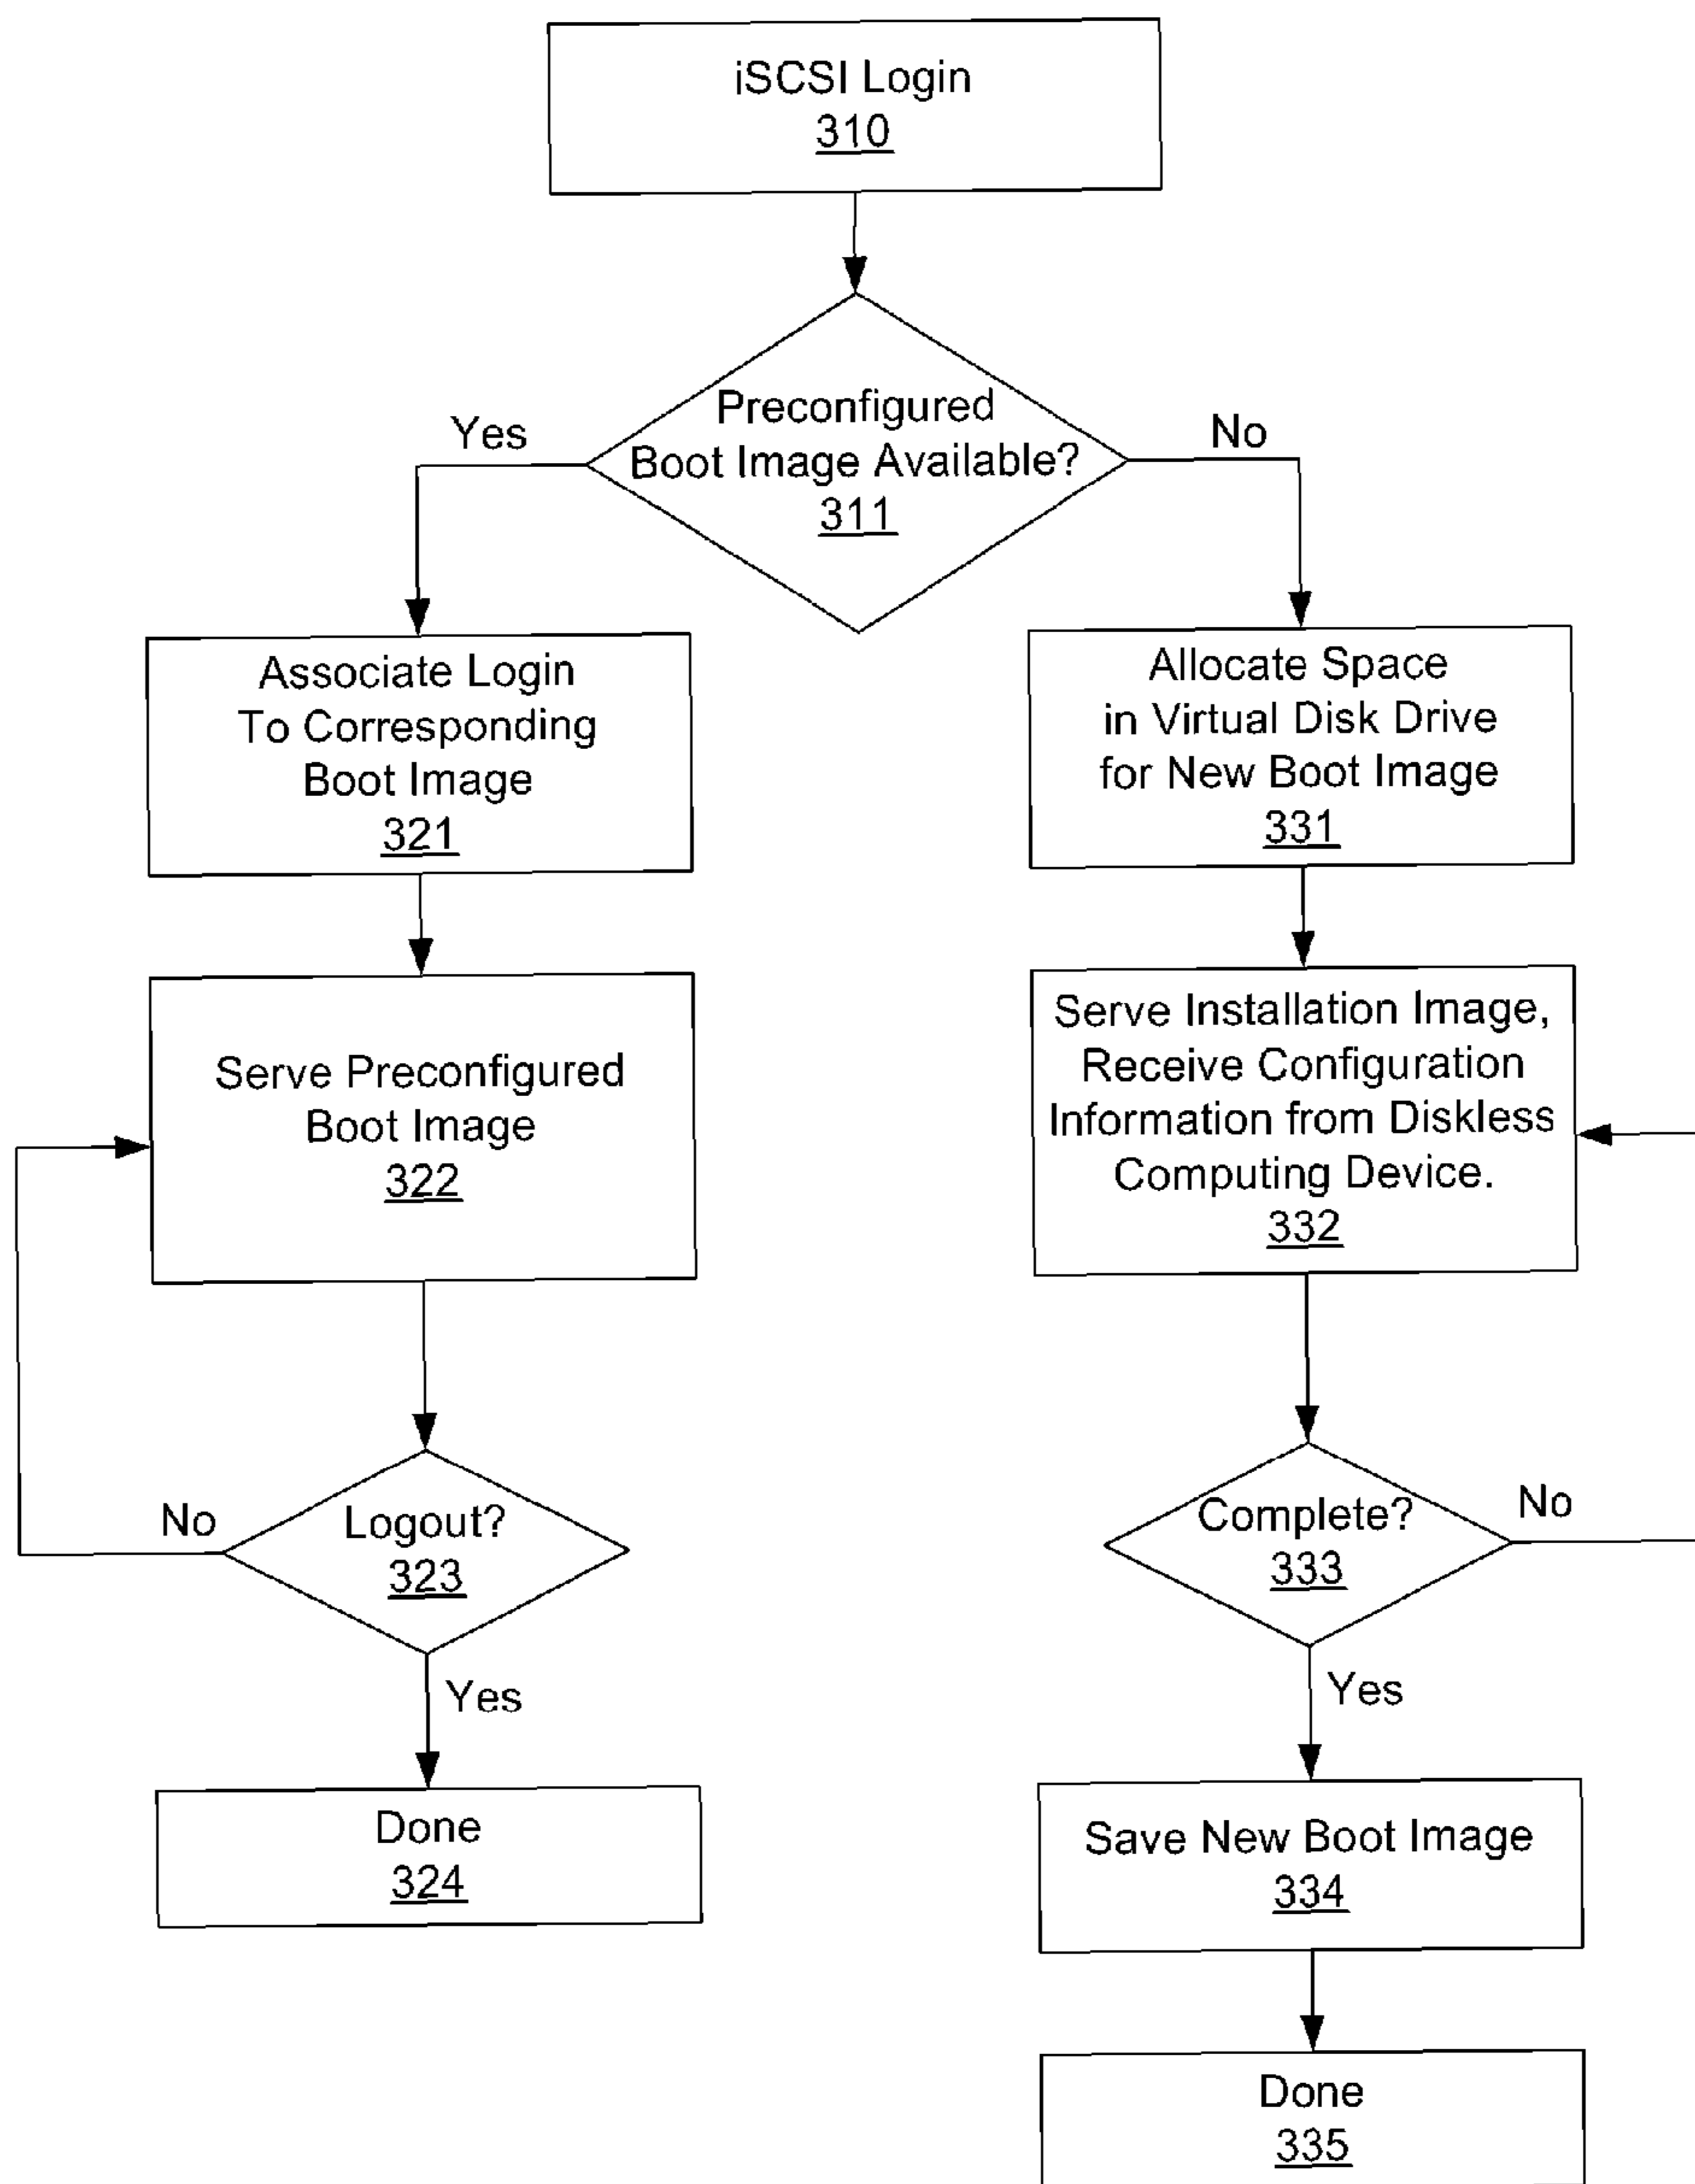 iSCSI Login
310
Preconfigured
Boot Image Available?
311
Yes
No
Associate Login
To Corresponding
Boot Image
321
Allocate Space
in Virtual Disk Drive
for New Boot Image
331
Serve Preconfigured
Boot Image
322
Serve Installation Image,
Receive Configuration
Information from Diskless
Computing Device.
332
Logout?
323
No
Yes
Complete?
333
No
Yes
Done
324
Save New Boot Image
334
Done
335